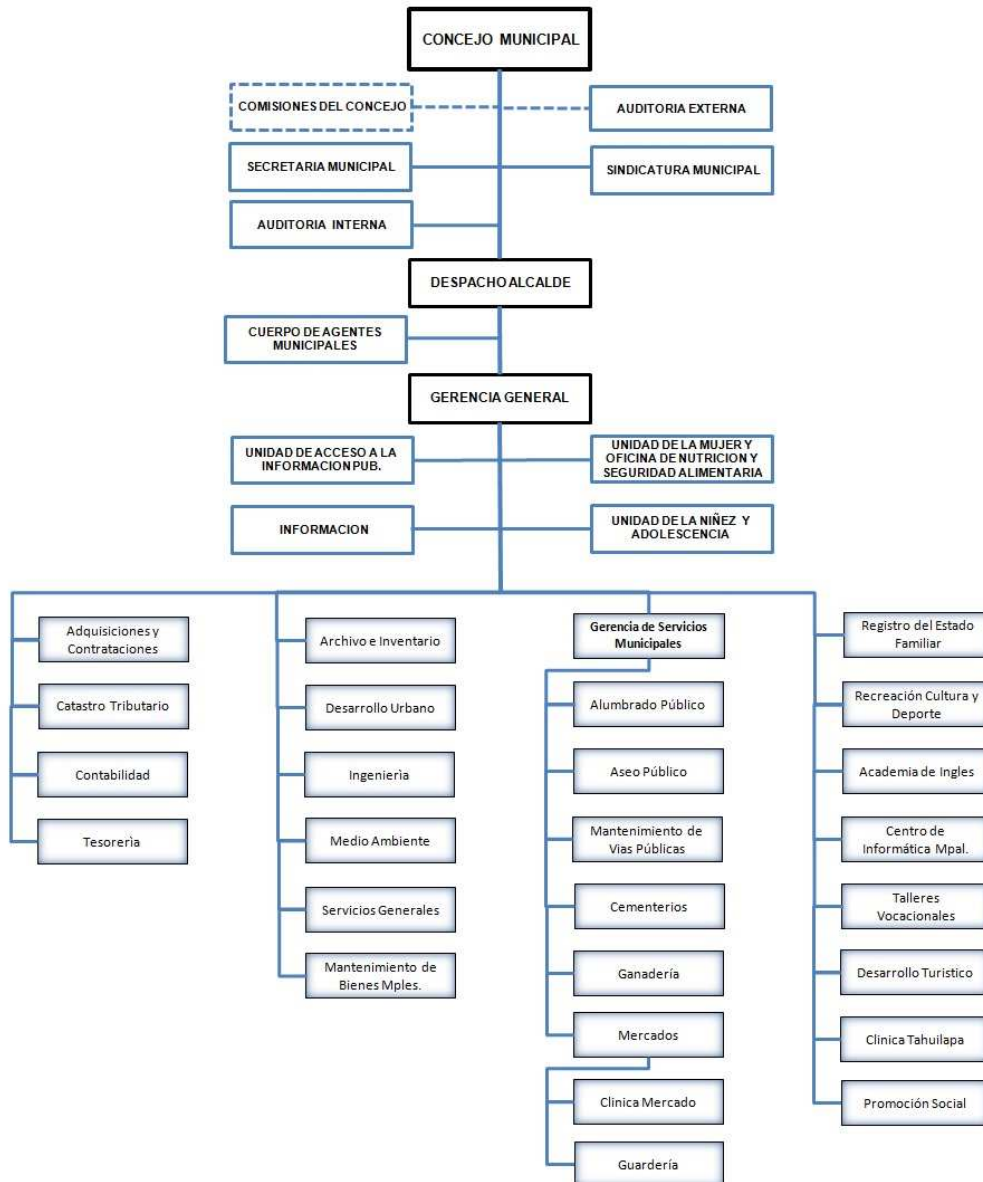 CONCEJO MUNICIPAL
COMISIONES DEL CONCEJO
AUDITORIA EXTERNA
SECRETARIA MUNICIPAL
SINDICATURA MUNICIPAL
AUDITORIA INTERNA
DESPACHO ALCALDE
CUERPO DE AGENTES
MUNICIPALES
GERENCIA GENERAL
UNIDAD DE ACCESO A LA
INFORMACION PUB.
UNIDAD DE LA MUJER Y
OFICINA DE NUTRICION Y
SEGURIDAD ALIMENTARIA
INFORMACION
UNIDAD DE LA NIÑEZ Y
ADOLESCENCIA
Adquisiciones y
Contrataciones
Catastro Tributario
Contabilidad
Tesorerìa
Archivo e Inventario
Desarrollo Urbano
Ingenierìa
Medio Ambiente
Servicios Generales
Mantenimiento de
Bienes Mples.
Gerencia de Servicios
Municipales
Alumbrado Público
Aseo Público
Mantenimiento de
Vias Públicas
Cementerios
Ganadería
Mercados
Clinica Mercado
Guardería
Registro del Estado
Familiar
Recreación Cultura y
Deporte
Academia de Ingles
Centro de
Informática Mpal.
Talleres
Vocacionales
Desarrollo Turistico
Clinica Tahuilapa
Promoción Social